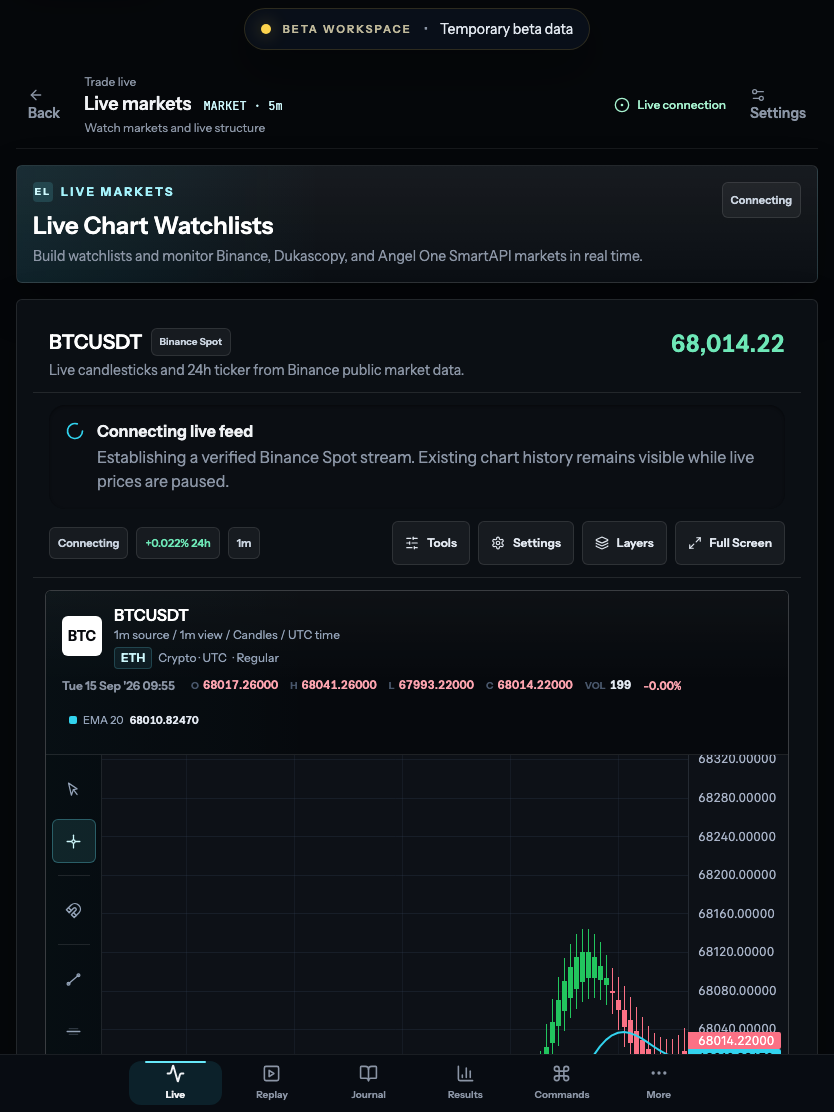 BETA WORKSPACE · Temporary beta data
Trade live
Back
Live markets MARKET · 5m
Watch markets and live structure
Live connection
Settings
EL LIVE MARKETS
Live Chart Watchlists
Build watchlists and monitor Binance, Dukascopy, and Angel One SmartAPI markets in real time.
Connecting
BTCUSDT Binance Spot
68,014.22
Live candlesticks and 24h ticker from Binance public market data.
Connecting live feed
Establishing a verified Binance Spot stream. Existing chart history remains visible while live
prices are paused.
Connecting +0.022% 24h 1m Tools Settings Layers Full Screen
BTC
BTCUSDT
1m source / 1m view / Candles / UTC time
ETH Crypto · UTC · Regular
Tue 15 Sep '26 09:55 O 68017.26000 H 68041.26000 L 67993.22000 C 68014.22000 VOL 199 -0.00%
EMA 20 68010.82470
68320.00000
68280.00000
68240.00000
68200.00000
68160.00000
68120.00000
68080.00000
68040.00000
68014.22000
Live Replay Journal Results Commands More